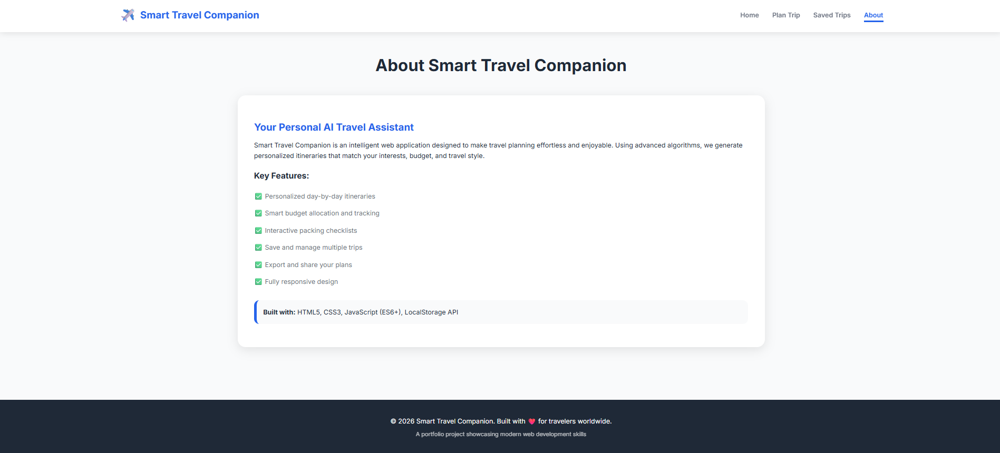 Smart Travel Companion
Home
Plan Trip
Saved Trips
About
About Smart Travel Companion
Your Personal AI Travel Assistant
Smart Travel Companion is an intelligent web application designed to make travel planning effortless and enjoyable. Using advanced algorithms, we generate
personalized itineraries that match your interests, budget, and travel style.
Key Features:
✅ Personalized day-by-day itineraries
✅ Smart budget allocation and tracking
✅ Interactive packing checklists
✅ Save and manage multiple trips
✅ Export and share your plans
✅ Fully responsive design
Built with: HTML5, CSS3, JavaScript (ES6+), LocalStorage API
© 2026 Smart Travel Companion. Built with ❤️ for travelers worldwide.
A portfolio project showcasing modern web development skills